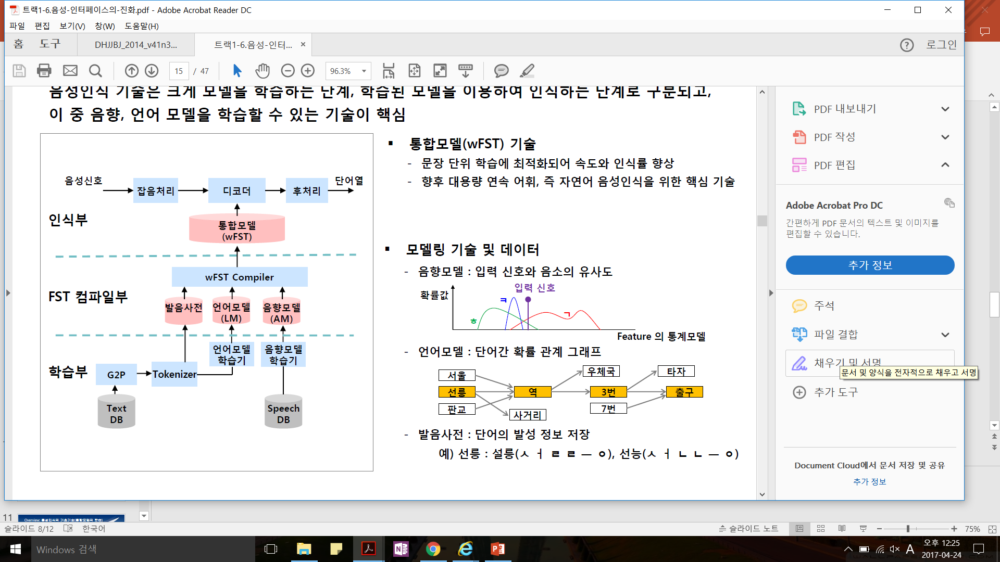 트랙1-6.음성-인터페이스의-진화.pdf - Adobe Acrobat Reader DC
파일 편집 보기(V) 창(W) 도움말(H)
홈 도구 DHJJBJ_2014_v41n3... 트랙1-6.음성-인터... × 로그인
15 / 47 96.3%
음성인식 기술은 크게 모델을 학습하는 단계, 학습된 모델을 이용하여 인식하는 단계로 구분되고,
이 중 음향, 언어 모델을 학습할 수 있는 기술이 핵심
음성신호
잡음처리
디코더
후처리
단어열
인식부
통합모델
(wFST)
wFST Compiler
FST 컴파일부
발음사전
언어모델
(LM)
음향모델
(AM)
언어모델
학습기
음향모델
학습기
학습부
G2P
Tokenizer
Text
DB
Speech
DB
▪ 통합모델(wFST) 기술
- 문장 단위 학습에 최적화되어 속도와 인식률 향상
- 향후 대용량 연속 어휘, 즉 자연어 음성인식을 위한 핵심 기술
▪ 모델링 기술 및 데이터
- 음향모델 : 입력 신호와 음소의 유사도
확률값
입력 신호
ㅋ
ㅎ
ㄱ
Feature 의 통계모델
- 언어모델 : 단어간 확률 관계 그래프
서울
선릉
판교
역
사거리
우체국
3번
7번
타자
출구
- 발음사전 : 단어의 발성 정보 저장
예) 선릉 : 설릉(ㅅ ㅓ ㄹ ㄹ ㅡ ㅇ), 선능(ㅅ ㅓ ㄴ ㄴ ㅡ ㅇ)
PDF 내보내기
PDF 작성
PDF 편집
Adobe Acrobat Pro DC
간편하게 PDF 문서의 텍스트 및 이미지를
편집할 수 있습니다.
추가 정보
주석
파일 결합
채우기 및 서명
문서 및 양식을 전자적으로 채우고 서명
추가 도구
Document Cloud에서 문서 저장 및 공유
추가 정보
11
Overview: 음성인식의 기초기술(통합모델의 학습)
슬라이드 8/12 한국어 슬라이드 노트 75%
Windows 검색
A 오후 12:25
2017-04-24